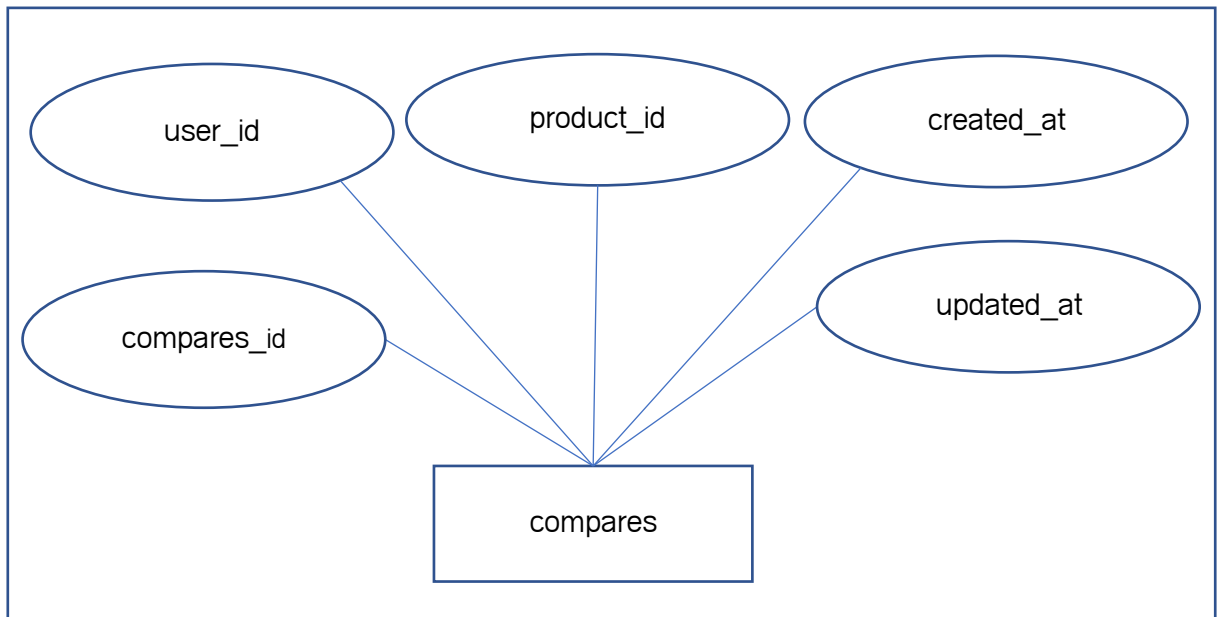 user_id
product_id
created_at
compares_id
updated_at
compares